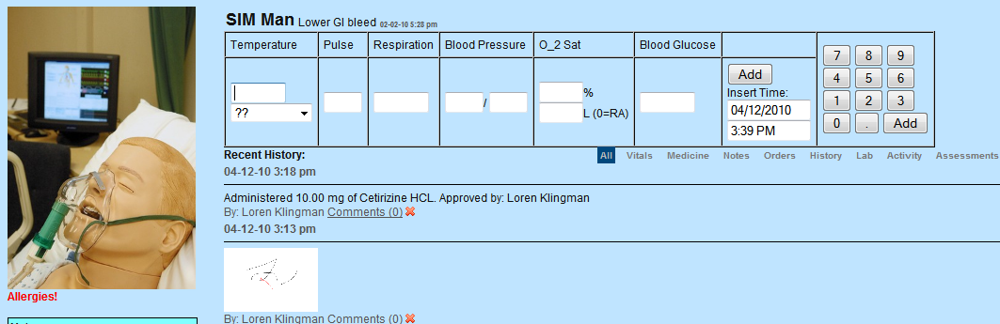 SIM Man Lower GI bleed 02-02-10 5:28 pm
Temperature Pulse Respiration Blood Pressure O_2 Sat Blood Glucose
??
/
%
L (0=RA)
Add
Insert Time:
04/12/2010
3:39 PM
7 8 9
4 5 6
1 2 3
0 . Add
Recent History:
All Vitals Medicine Notes Orders History Lab Activity Assessments
04-12-10 3:18 pm
Administered 10.00 mg of Cetirizine HCL. Approved by: Loren Klingman
By: Loren Klingman Comments (0)
04-12-10 3:13 pm
By: Loren Klingman Comments (0)
Allergies!